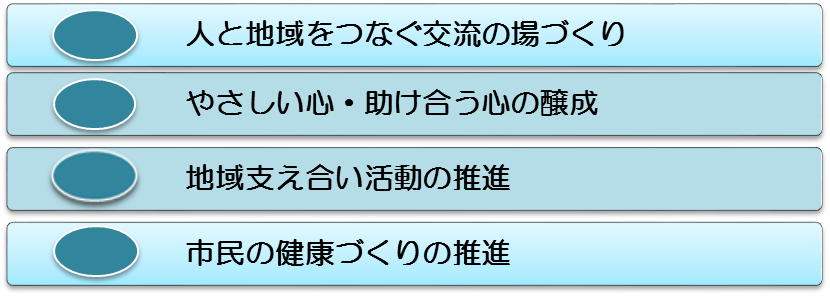 人と地域をつなぐ交流の場づくり
やさしい心・助け合う心の醸成
地域支え合い活動の推進
市民の健康づくりの推進